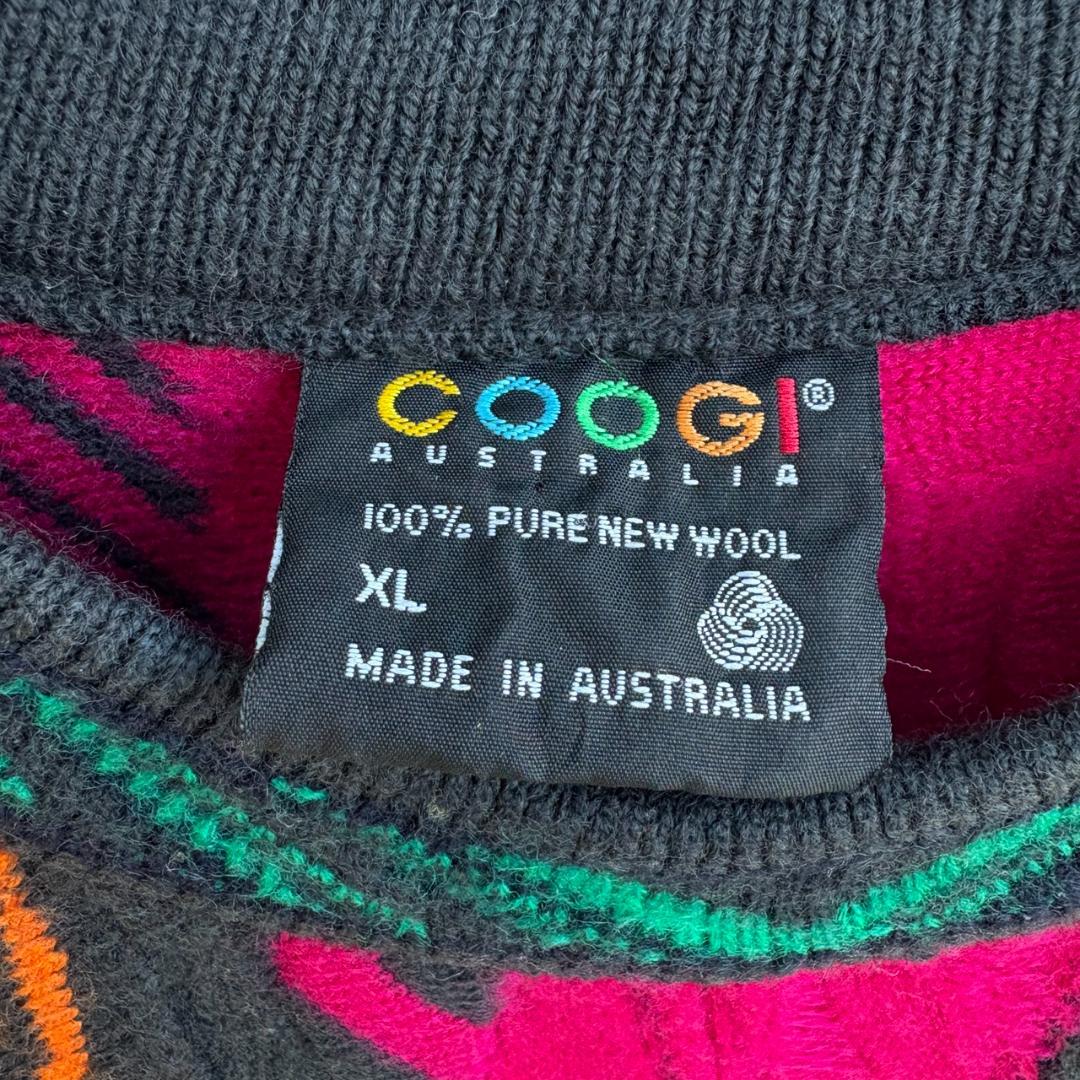 COOGI®
AUSTRALIA
100% PURE NEW WOOL
XL
MADE IN AUSTRALIA